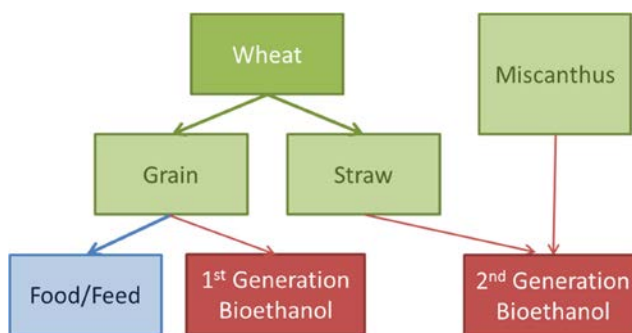 Wheat
Miscanthus
Grain
Straw
Food/Feed
1st Generation
Bioethanol
2nd Generation
Bioethanol